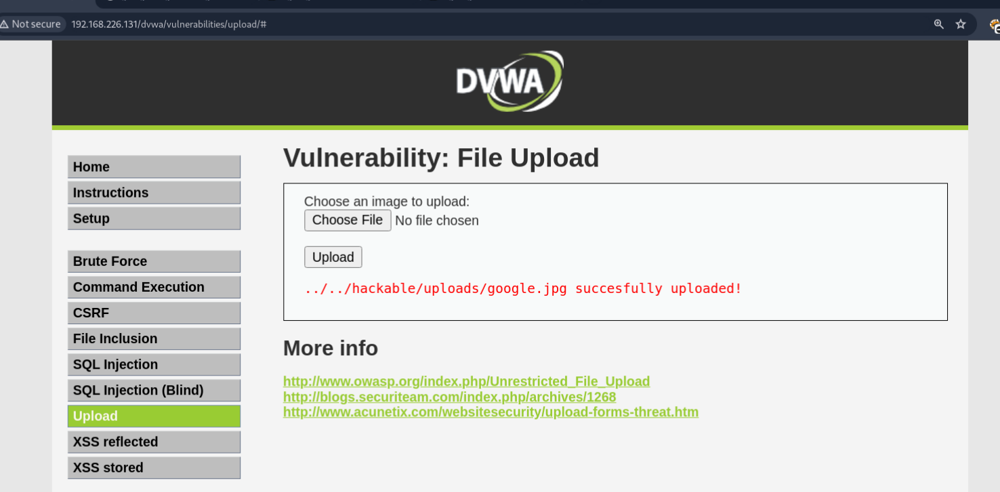 Not secure 192.168.226.131/dvwa/vulnerabilities/upload/#
DVWA
Home
Instructions
Setup
Brute Force
Command Execution
CSRF
File Inclusion
SQL Injection
SQL Injection (Blind)
Upload
XSS reflected
XSS stored
Vulnerability: File Upload
Choose an image to upload:
Choose File No file chosen
Upload
../../hackable/uploads/google.jpg succesfully uploaded!
More info
http://www.owasp.org/index.php/Unrestricted_File_Upload
http://blogs.securiteam.com/index.php/archives/1268
http://www.acunetix.com/websitesecurity/upload-forms-threat.htm